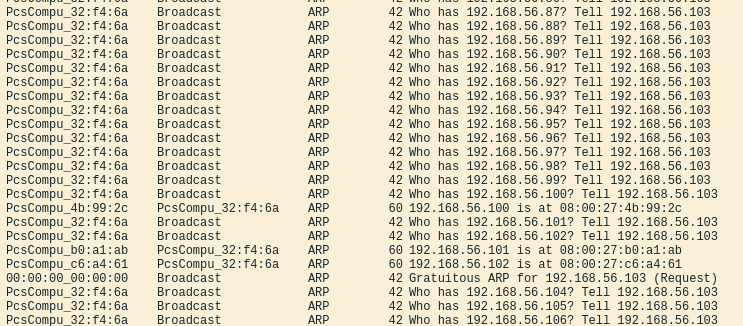 PcsCompu_32:f4:6a Broadcast ARP 42 Who has 192.168.56.87? Tell 192.168.56.103
PcsCompu_32:f4:6a Broadcast ARP 42 Who has 192.168.56.88? Tell 192.168.56.103
PcsCompu_32:f4:6a Broadcast ARP 42 Who has 192.168.56.89? Tell 192.168.56.103
PcsCompu_32:f4:6a Broadcast ARP 42 Who has 192.168.56.90? Tell 192.168.56.103
PcsCompu_32:f4:6a Broadcast ARP 42 Who has 192.168.56.91? Tell 192.168.56.103
PcsCompu_32:f4:6a Broadcast ARP 42 Who has 192.168.56.92? Tell 192.168.56.103
PcsCompu_32:f4:6a Broadcast ARP 42 Who has 192.168.56.93? Tell 192.168.56.103
PcsCompu_32:f4:6a Broadcast ARP 42 Who has 192.168.56.94? Tell 192.168.56.103
PcsCompu_32:f4:6a Broadcast ARP 42 Who has 192.168.56.95? Tell 192.168.56.103
PcsCompu_32:f4:6a Broadcast ARP 42 Who has 192.168.56.96? Tell 192.168.56.103
PcsCompu_32:f4:6a Broadcast ARP 42 Who has 192.168.56.97? Tell 192.168.56.103
PcsCompu_32:f4:6a Broadcast ARP 42 Who has 192.168.56.98? Tell 192.168.56.103
PcsCompu_32:f4:6a Broadcast ARP 42 Who has 192.168.56.99? Tell 192.168.56.103
PcsCompu_32:f4:6a Broadcast ARP 42 Who has 192.168.56.100? Tell 192.168.56.103
PcsCompu_4b:99:2c PcsCompu_32:f4:6a ARP 60 192.168.56.100 is at 08:00:27:4b:99:2c
PcsCompu_32:f4:6a Broadcast ARP 42 Who has 192.168.56.101? Tell 192.168.56.103
PcsCompu_32:f4:6a Broadcast ARP 42 Who has 192.168.56.102? Tell 192.168.56.103
PcsCompu_b0:a1:ab PcsCompu_32:f4:6a ARP 60 192.168.56.101 is at 08:00:27:b0:a1:ab
PcsCompu_c6:a4:61 PcsCompu_32:f4:6a ARP 60 192.168.56.102 is at 08:00:27:c6:a4:61
00:00:00_00:00:00 Broadcast ARP 42 Gratuitous ARP for 192.168.56.103 (Request)
PcsCompu_32:f4:6a Broadcast ARP 42 Who has 192.168.56.104? Tell 192.168.56.103
PcsCompu_32:f4:6a Broadcast ARP 42 Who has 192.168.56.105? Tell 192.168.56.103
PcsCompu_32:f4:6a Broadcast ARP 42 Who has 192.168.56.106? Tell 192.168.56.103